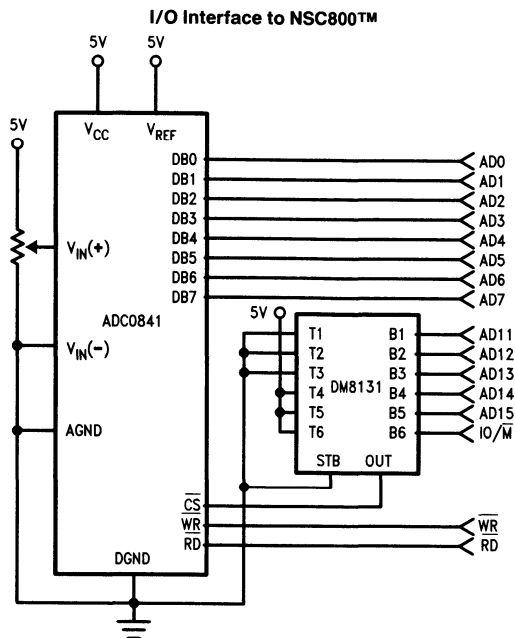 I/O Interface to NSC800™
5V
5V
5V
VCC
VREF
VIN(+)
VIN(−)
AGND
ADC0841
DB0
DB1
DB2
DB3
DB4
DB5
DB6
DB7
AD0
AD1
AD2
AD3
AD4
AD5
AD6
AD7
5V
T1
T2
T3
T4
T5
T6
DM8131
B1
B2
B3
B4
B5
B6
STB
OUT
AD11
AD12
AD13
AD14
AD15
IO/M̅
C̅S̅
W̅R̅
R̅D̅
W̅R̅
R̅D̅
DGND